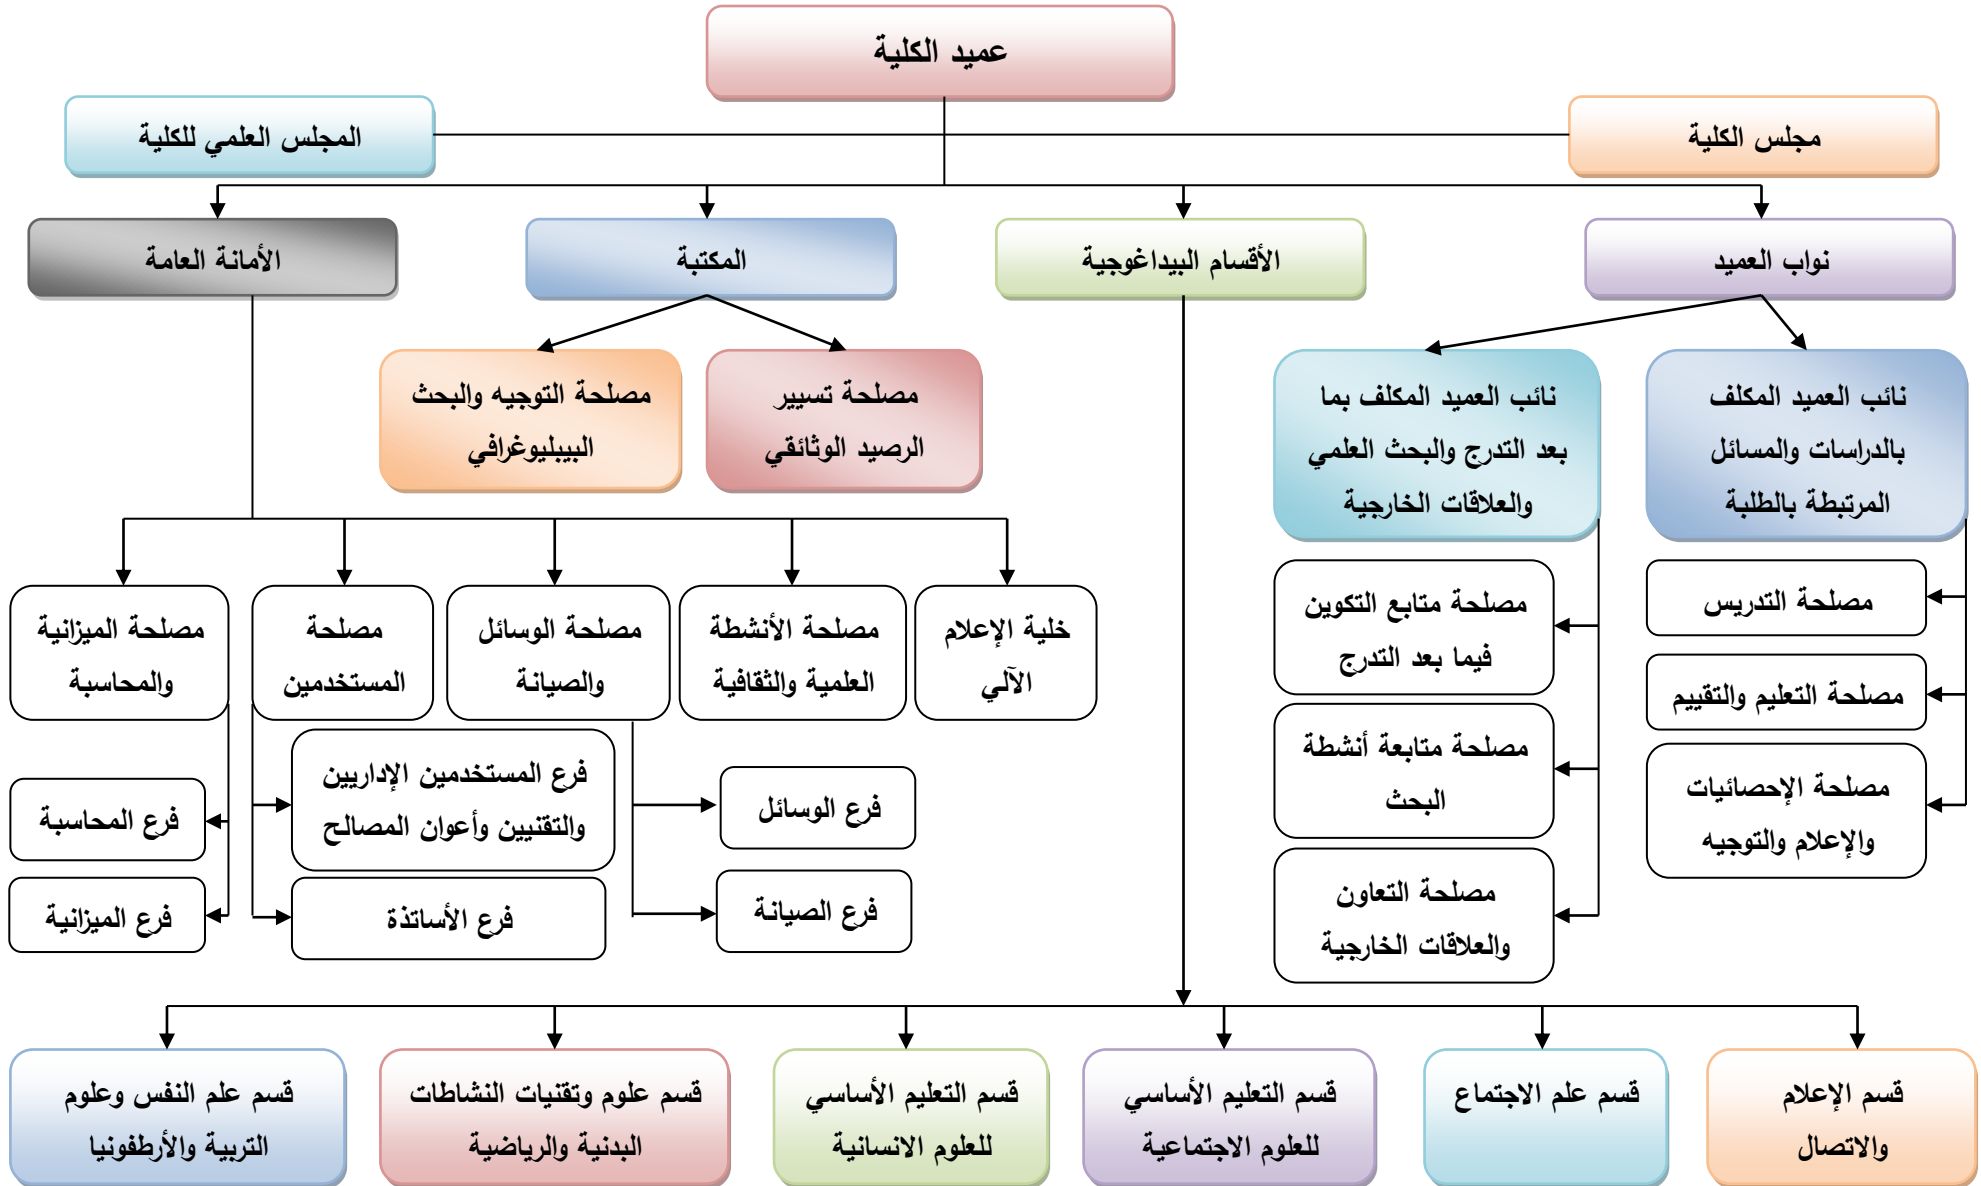 عميد الكلية
مجلس الكلية
المجلس العلمي للكلية
نواب العميد
الأقسام البيداغوجية
المكتبة
الأمانة العامة
نائب العميد المكلف
بالدراسات والمسائل
المرتبطة بالطلبة
نائب العميد المكلف بما
بعد التدرج والبحث العلمي
والعلاقات الخارجية
مصلحة تسيير
الرصيد الوثائقي
مصلحة التوجيه والبحث
البيبليوغرافي
مصلحة التدريس
مصلحة التعليم والتقييم
مصلحة الإحصائيات
والإعلام والتوجيه
مصلحة متابع التكوين
فيما بعد التدرج
مصلحة متابعة أنشطة
البحث
مصلحة التعاون
والعلاقات الخارجية
خلية الإعلام
الآلي
مصلحة الأنشطة
العلمية والثقافية
مصلحة الوسائل
والصيانة
مصلحة
المستخدمين
مصلحة الميزانية
والمحاسبة
فرع الوسائل
فرع الصيانة
فرع المستخدمين الإداريين
والتقنيين وأعوان المصالح
فرع الأساتذة
فرع المحاسبة
فرع الميزانية
قسم الإعلام
والاتصال
قسم علم الاجتماع
قسم التعليم الأساسي
للعلوم الاجتماعية
قسم التعليم الأساسي
للعلوم الانسانية
قسم علوم وتقنيات النشاطات
البدنية والرياضية
قسم علم النفس وعلوم
التربية والأرطفونيا